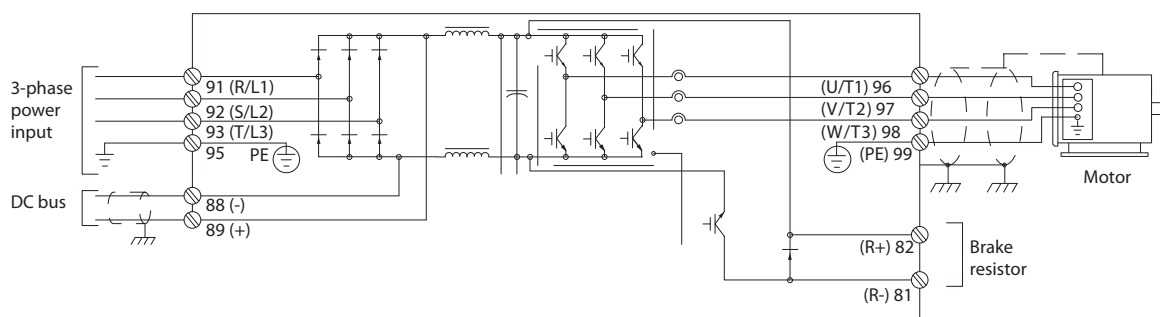 3-phase
power
input
91 (R/L1)
92 (S/L2)
93 (T/L3)
95
PE
DC bus
88 (-)
89 (+)
(U/T1) 96
(V/T2) 97
(W/T3) 98
(PE) 99
Motor
(R+) 82
(R-) 81
Brake
resistor